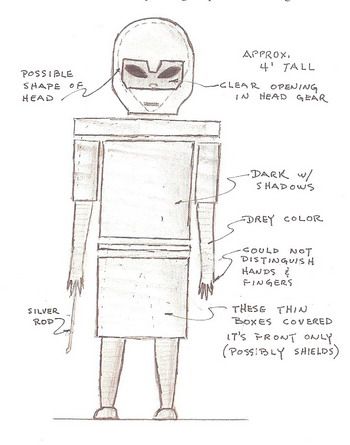 APPROX.
4' TALL
POSSIBLE
SHAPE OF
HEAD
CLEAR OPENING
IN HEAD GEAR
DARK W/
SHADOWS
DREY COLOR
COULD NOT
DISTINGUISH
HANDS &
FINGERS
SILVER
ROD
THESE THIN
BOXES COVERED
IT'S FRONT ONLY
(POSSIBLY SHIELDS)